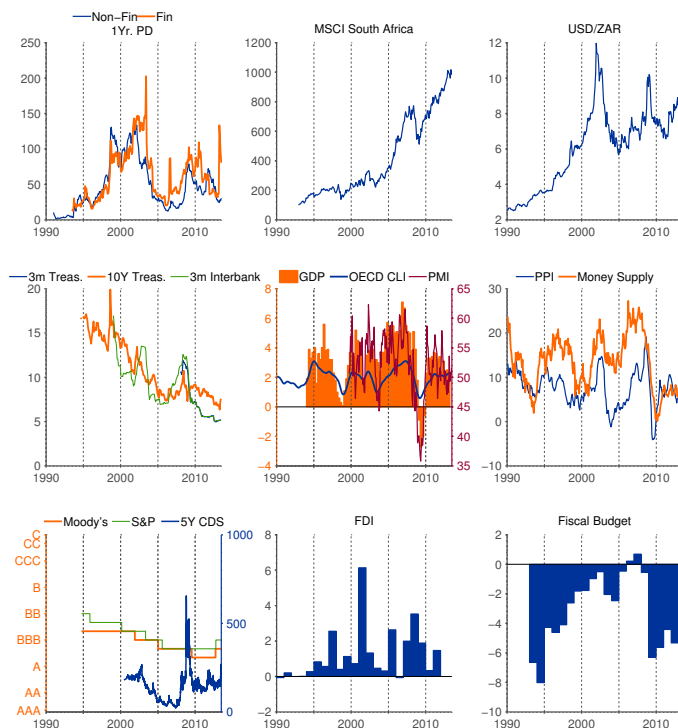 Non−Fin Fin
1Yr. PD
250
200
150
100
50
0
1990 2000 2010
MSCI South Africa
1200
1000
800
600
400
200
0
1990 2000 2010
USD/ZAR
12
10
8
6
4
2
1990 2000 2010
3m Treas. 10Y Treas. 3m Interbank
20
15
10
5
0
1990 2000 2010
GDP OECD CLI PMI
8
6
4
2
0
−2
−4
65
60
55
50
45
40
35
1990 2000 2010
PPI Money Supply
30
20
10
0
−10
1990 2000 2010
Moody's S&P 5Y CDS
C
CC
CCC
B
BB
BBB
A
AA
AAA
1000
500
0
1990 2000 2010
FDI
8
6
4
2
0
−2
1990 2000 2010
Fiscal Budget
2
0
−2
−4
−6
−8
−10
1990 2000 2010